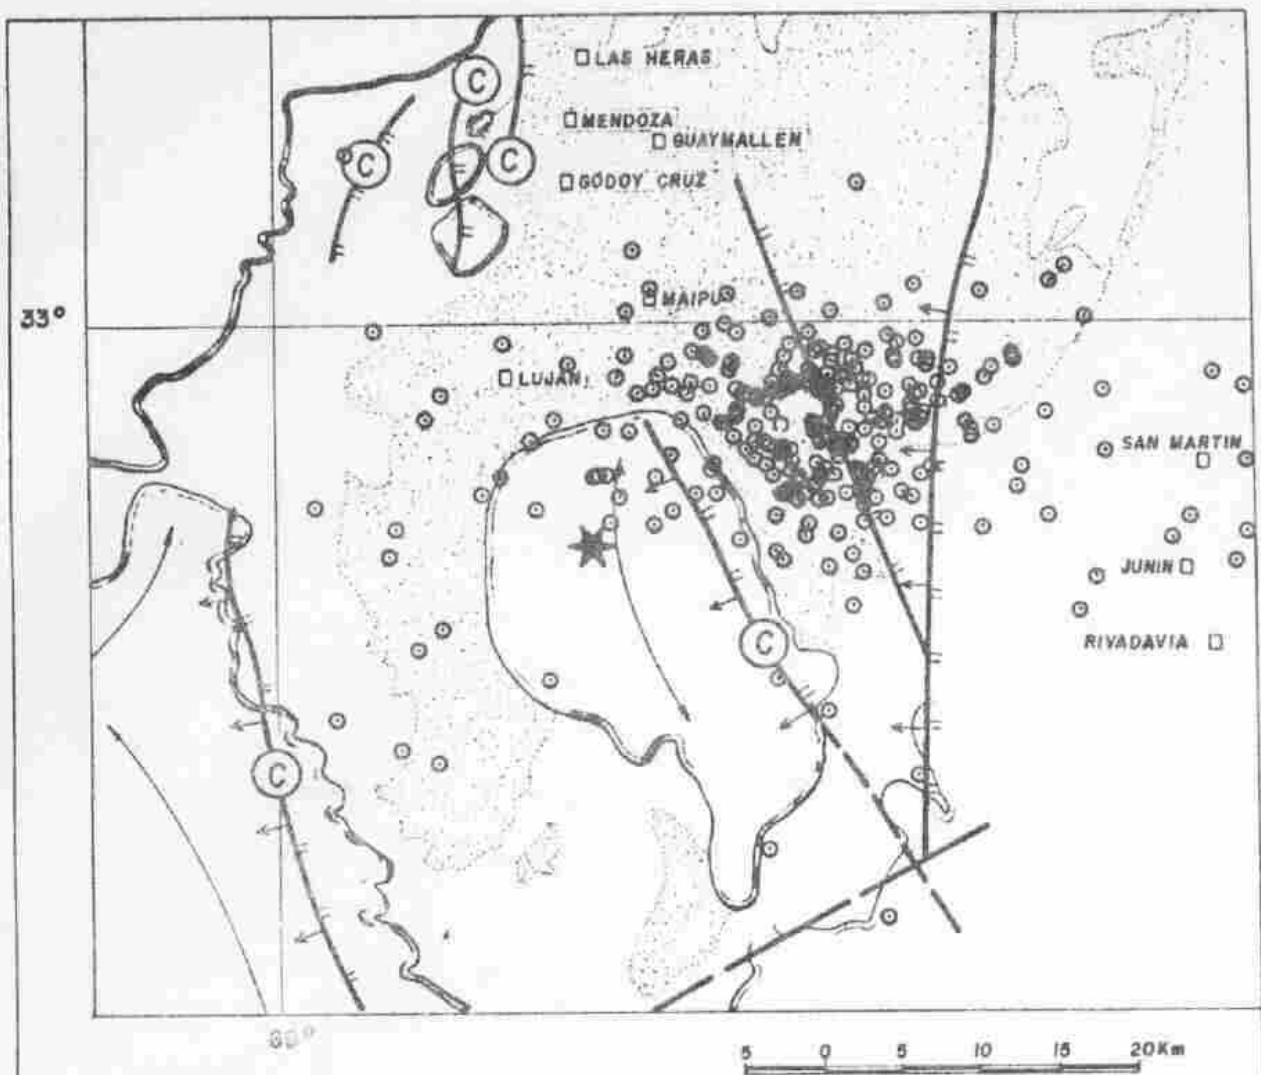 LAS HERAS
MENDOZA
GUAYMALLEN
GODOY CRUZ
C
C
C
MAIPU
33°
LUJAN
SAN MARTIN
JUNIN
RIVADAVIA
C
C
5 0 5 10 15 20Km